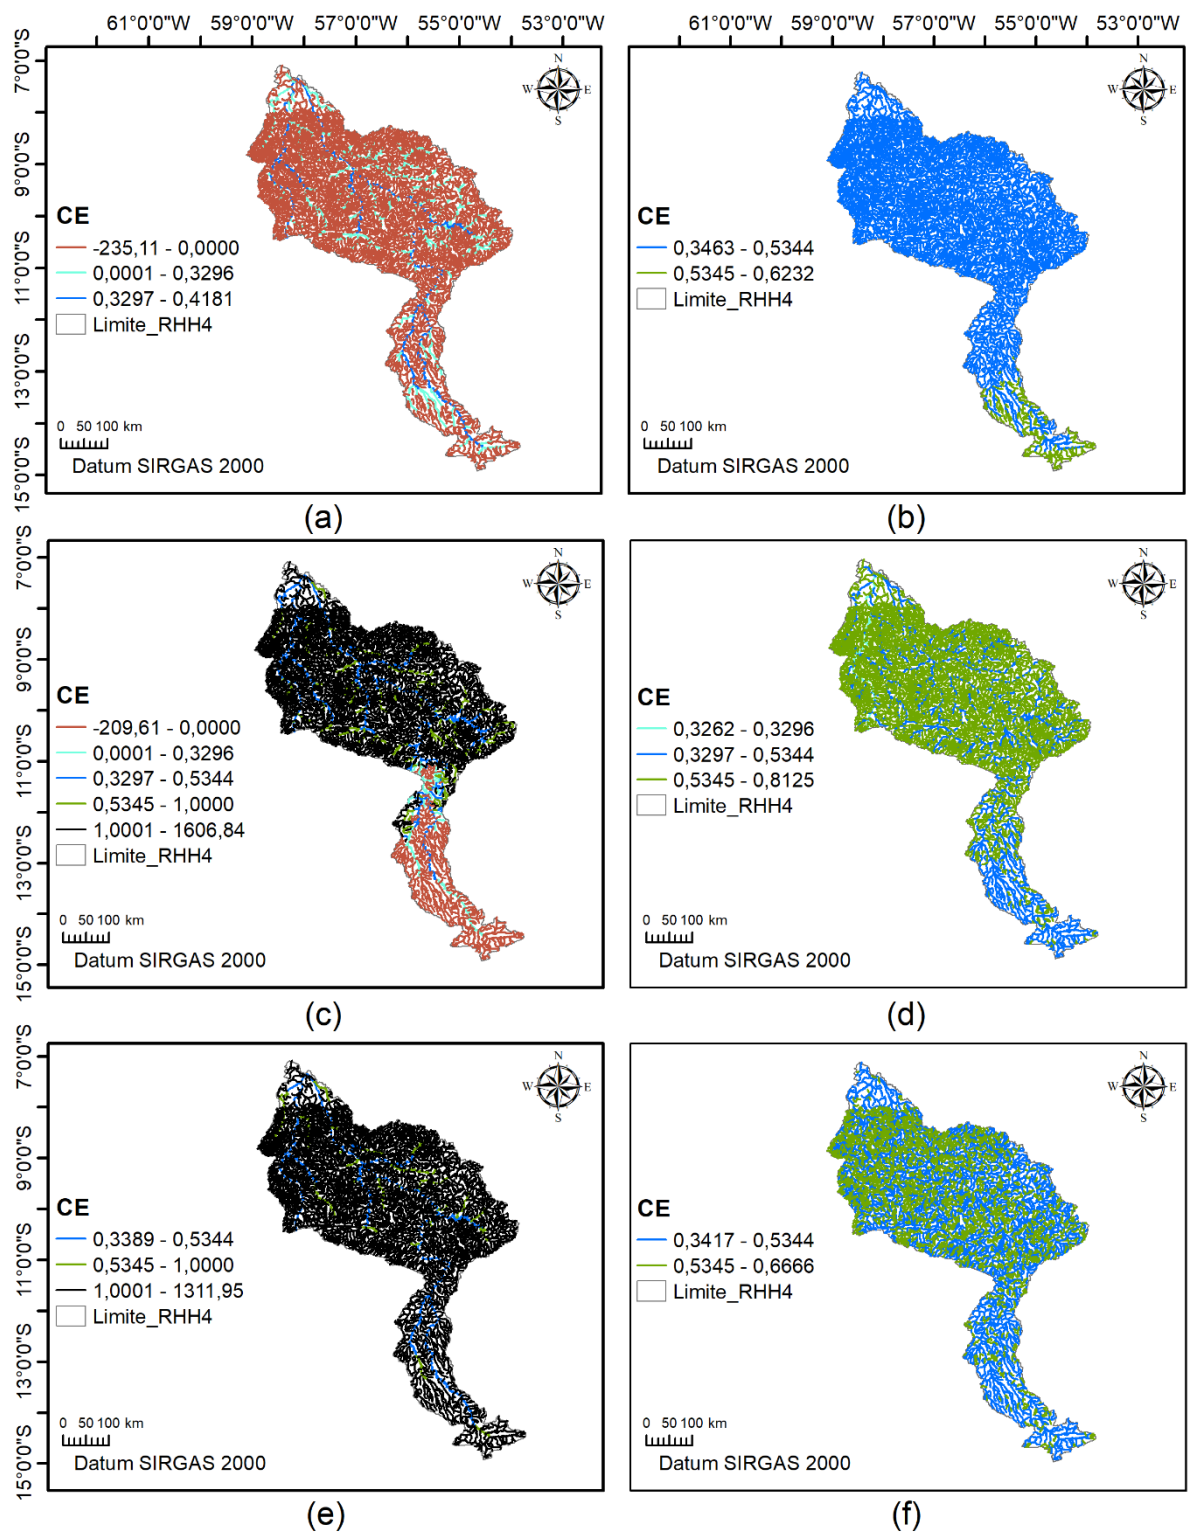 61°0'0"W 59°0'0"W 57°0'0"W 55°0'0"W 53°0'0"W
61°0'0"W 59°0'0"W 57°0'0"W 55°0'0"W 53°0'0"W
7°0'0"S
9°0'0"S
11°0'0"S
13°0'0"S
15°0'0"S
N
W E
S
CE
-235,11 - 0,0000
0,0001 - 0,3296
0,3297 - 0,4181
Limite_RHH4
0 50 100 km
Datum SIRGAS 2000
(a)
N
W E
S
CE
0,3463 - 0,5344
0,5345 - 0,6232
Limite_RHH4
0 50 100 km
Datum SIRGAS 2000
(b)
7°0'0"S
9°0'0"S
11°0'0"S
13°0'0"S
15°0'0"S
N
W E
S
CE
-209,61 - 0,0000
0,0001 - 0,3296
0,3297 - 0,5344
0,5345 - 1,0000
1,0001 - 1606,84
Limite_RHH4
0 50 100 km
Datum SIRGAS 2000
(c)
N
W E
S
CE
0,3262 - 0,3296
0,3297 - 0,5344
0,5345 - 0,8125
Limite_RHH4
0 50 100 km
Datum SIRGAS 2000
(d)
7°0'0"S
9°0'0"S
11°0'0"S
13°0'0"S
15°0'0"S
N
W E
S
CE
0,3389 - 0,5344
0,5345 - 1,0000
1,0001 - 1311,95
Limite_RHH4
0 50 100 km
Datum SIRGAS 2000
(e)
N
W E
S
CE
0,3417 - 0,5344
0,5345 - 0,6666
Limite_RHH4
0 50 100 km
Datum SIRGAS 2000
(f)